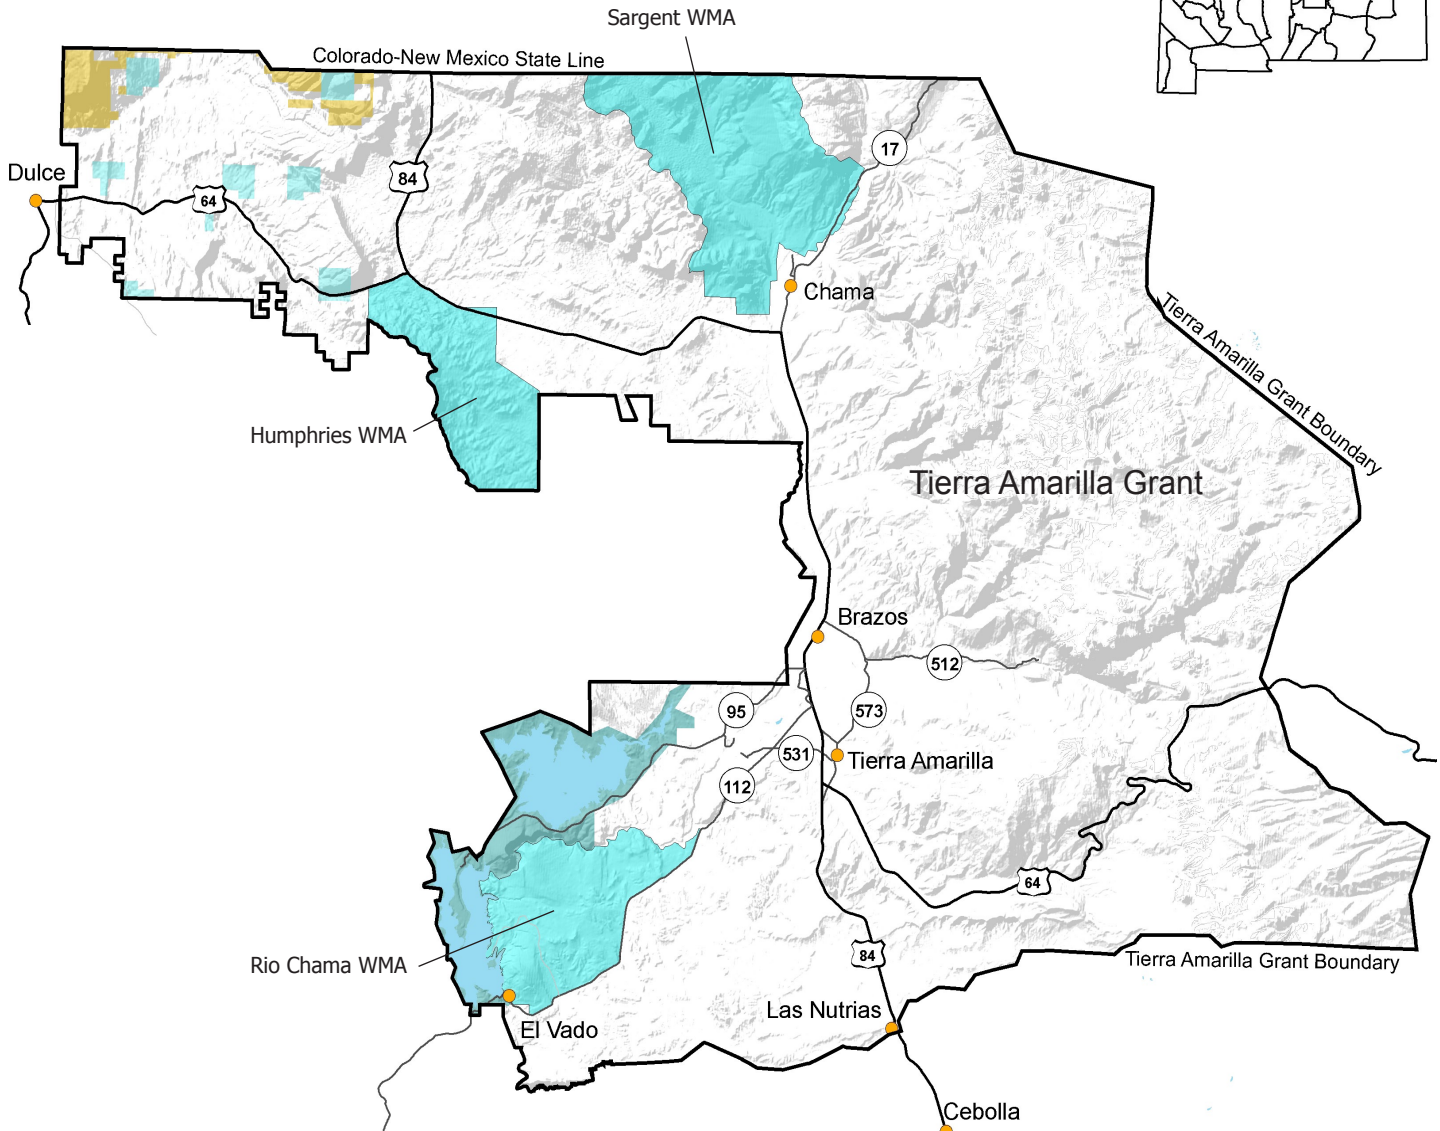 Sargent WMA
Colorado-New Mexico State Line
17
Dulce
84
64
Chama
Tierra Amarilla Grant Boundary
Humphries WMA
Tierra Amarilla Grant
Brazos
512
95
573
531
Tierra Amarilla
112
64
84
Rio Chama WMA
Tierra Amarilla Grant Boundary
Las Nutrias
El Vado
Cebolla